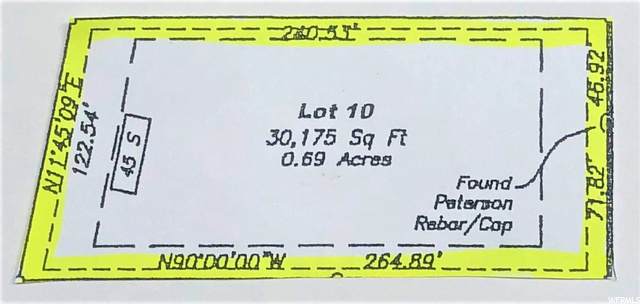 240.53'
Lot 10
30,175 Sq Ft
0.69 Acres
N11°45'09"E
122.54'
45 S
46.92'
71.82'
Found
Peterson
Rebar/Cap
N90°00'00"W 264.89'
WFRMLS